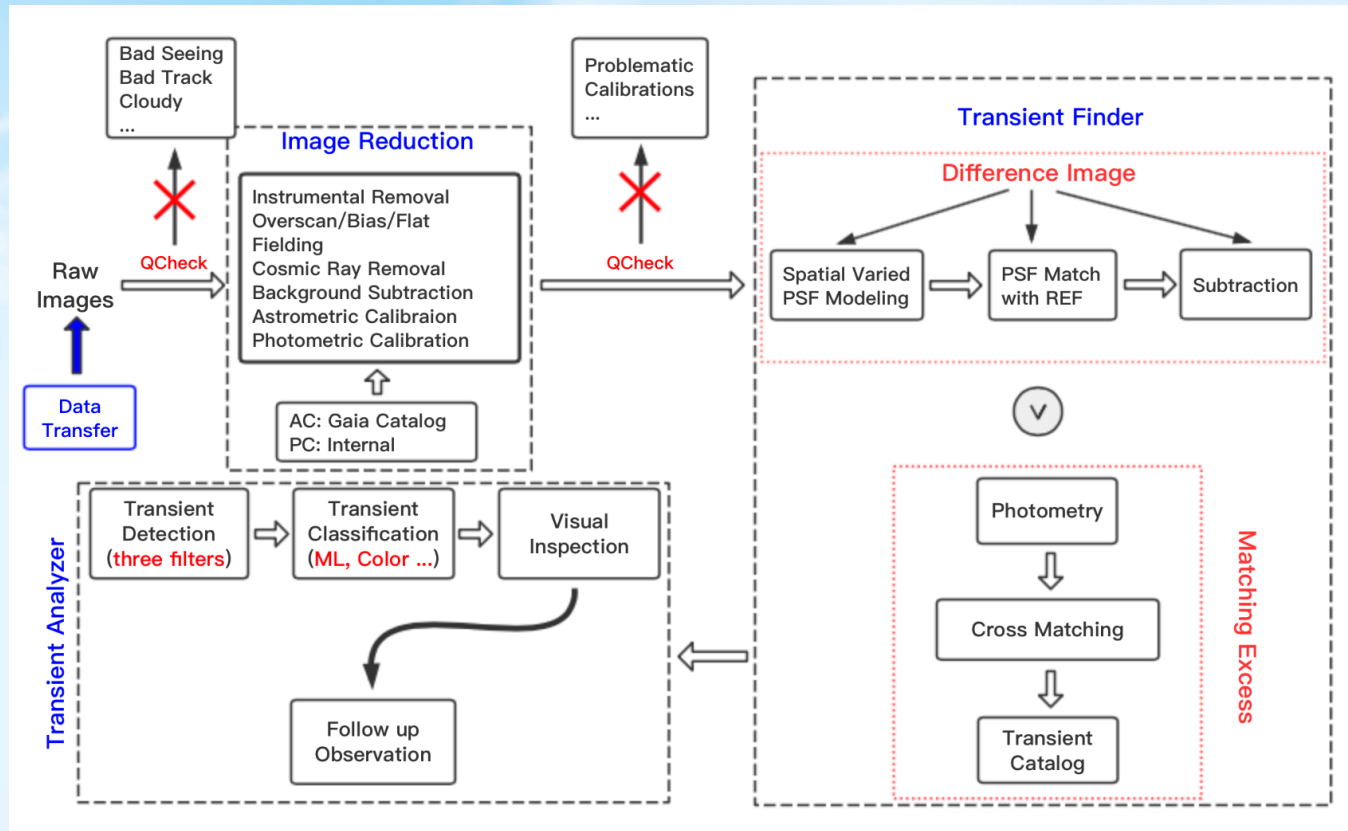 Bad Seeing
Bad Track
Cloudy
...
Problematic
Calibrations
...
Image Reduction
Instrumental Removal
Overscan/Bias/Flat
Fielding
Cosmic Ray Removal
Background Subtraction
Astrometric Calibraion
Photometric Calibration
QCheck
QCheck
Raw
Images
Data
Transfer
AC: Gaia Catalog
PC: Internal
Transient Finder
Difference Image
Spatial Varied
PSF Modeling
PSF Match
with REF
Subtraction
V
Photometry
Cross Matching
Transient
Catalog
Matching Excess
Transient Analyzer
Transient
Detection
(three filters)
Transient
Classification
(ML, Color ...)
Visual
Inspection
Follow up
Observation